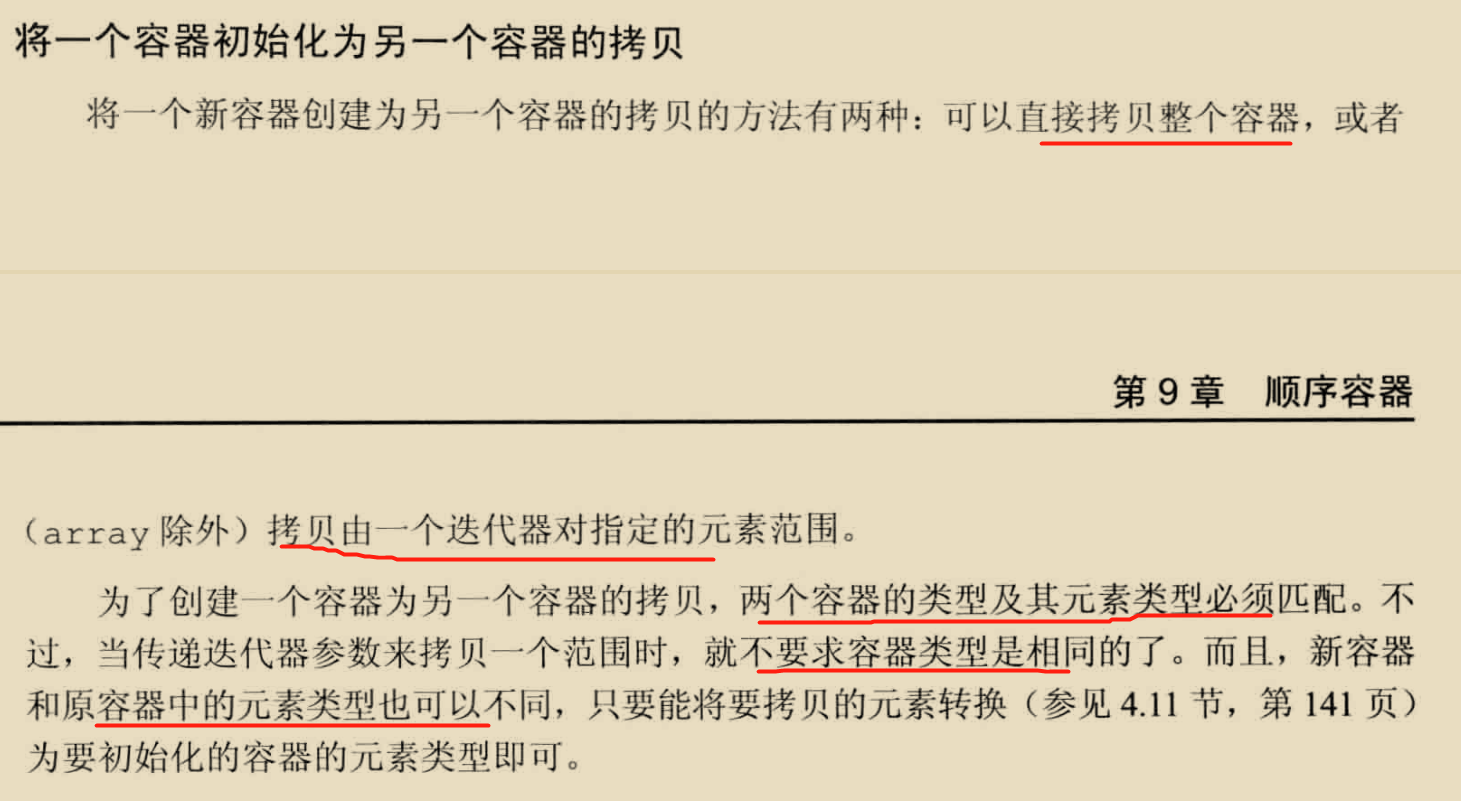 将一个容器初始化为另一个容器的拷贝
将一个新容器创建为另一个容器的拷贝的方法有两种：可以直接拷贝整个容器，或者
第 9 章 顺序容器
（array 除外）拷贝由一个迭代器对指定的元素范围。
为了创建一个容器为另一个容器的拷贝，两个容器的类型及其元素类型必须匹配。不
过，当传递迭代器参数来拷贝一个范围时，就不要求容器类型是相同的了。而且，新容器
和原容器中的元素类型也可以不同，只要能将要拷贝的元素转换（参见 4.11 节，第 141 页）
为要初始化的容器的元素类型即可。